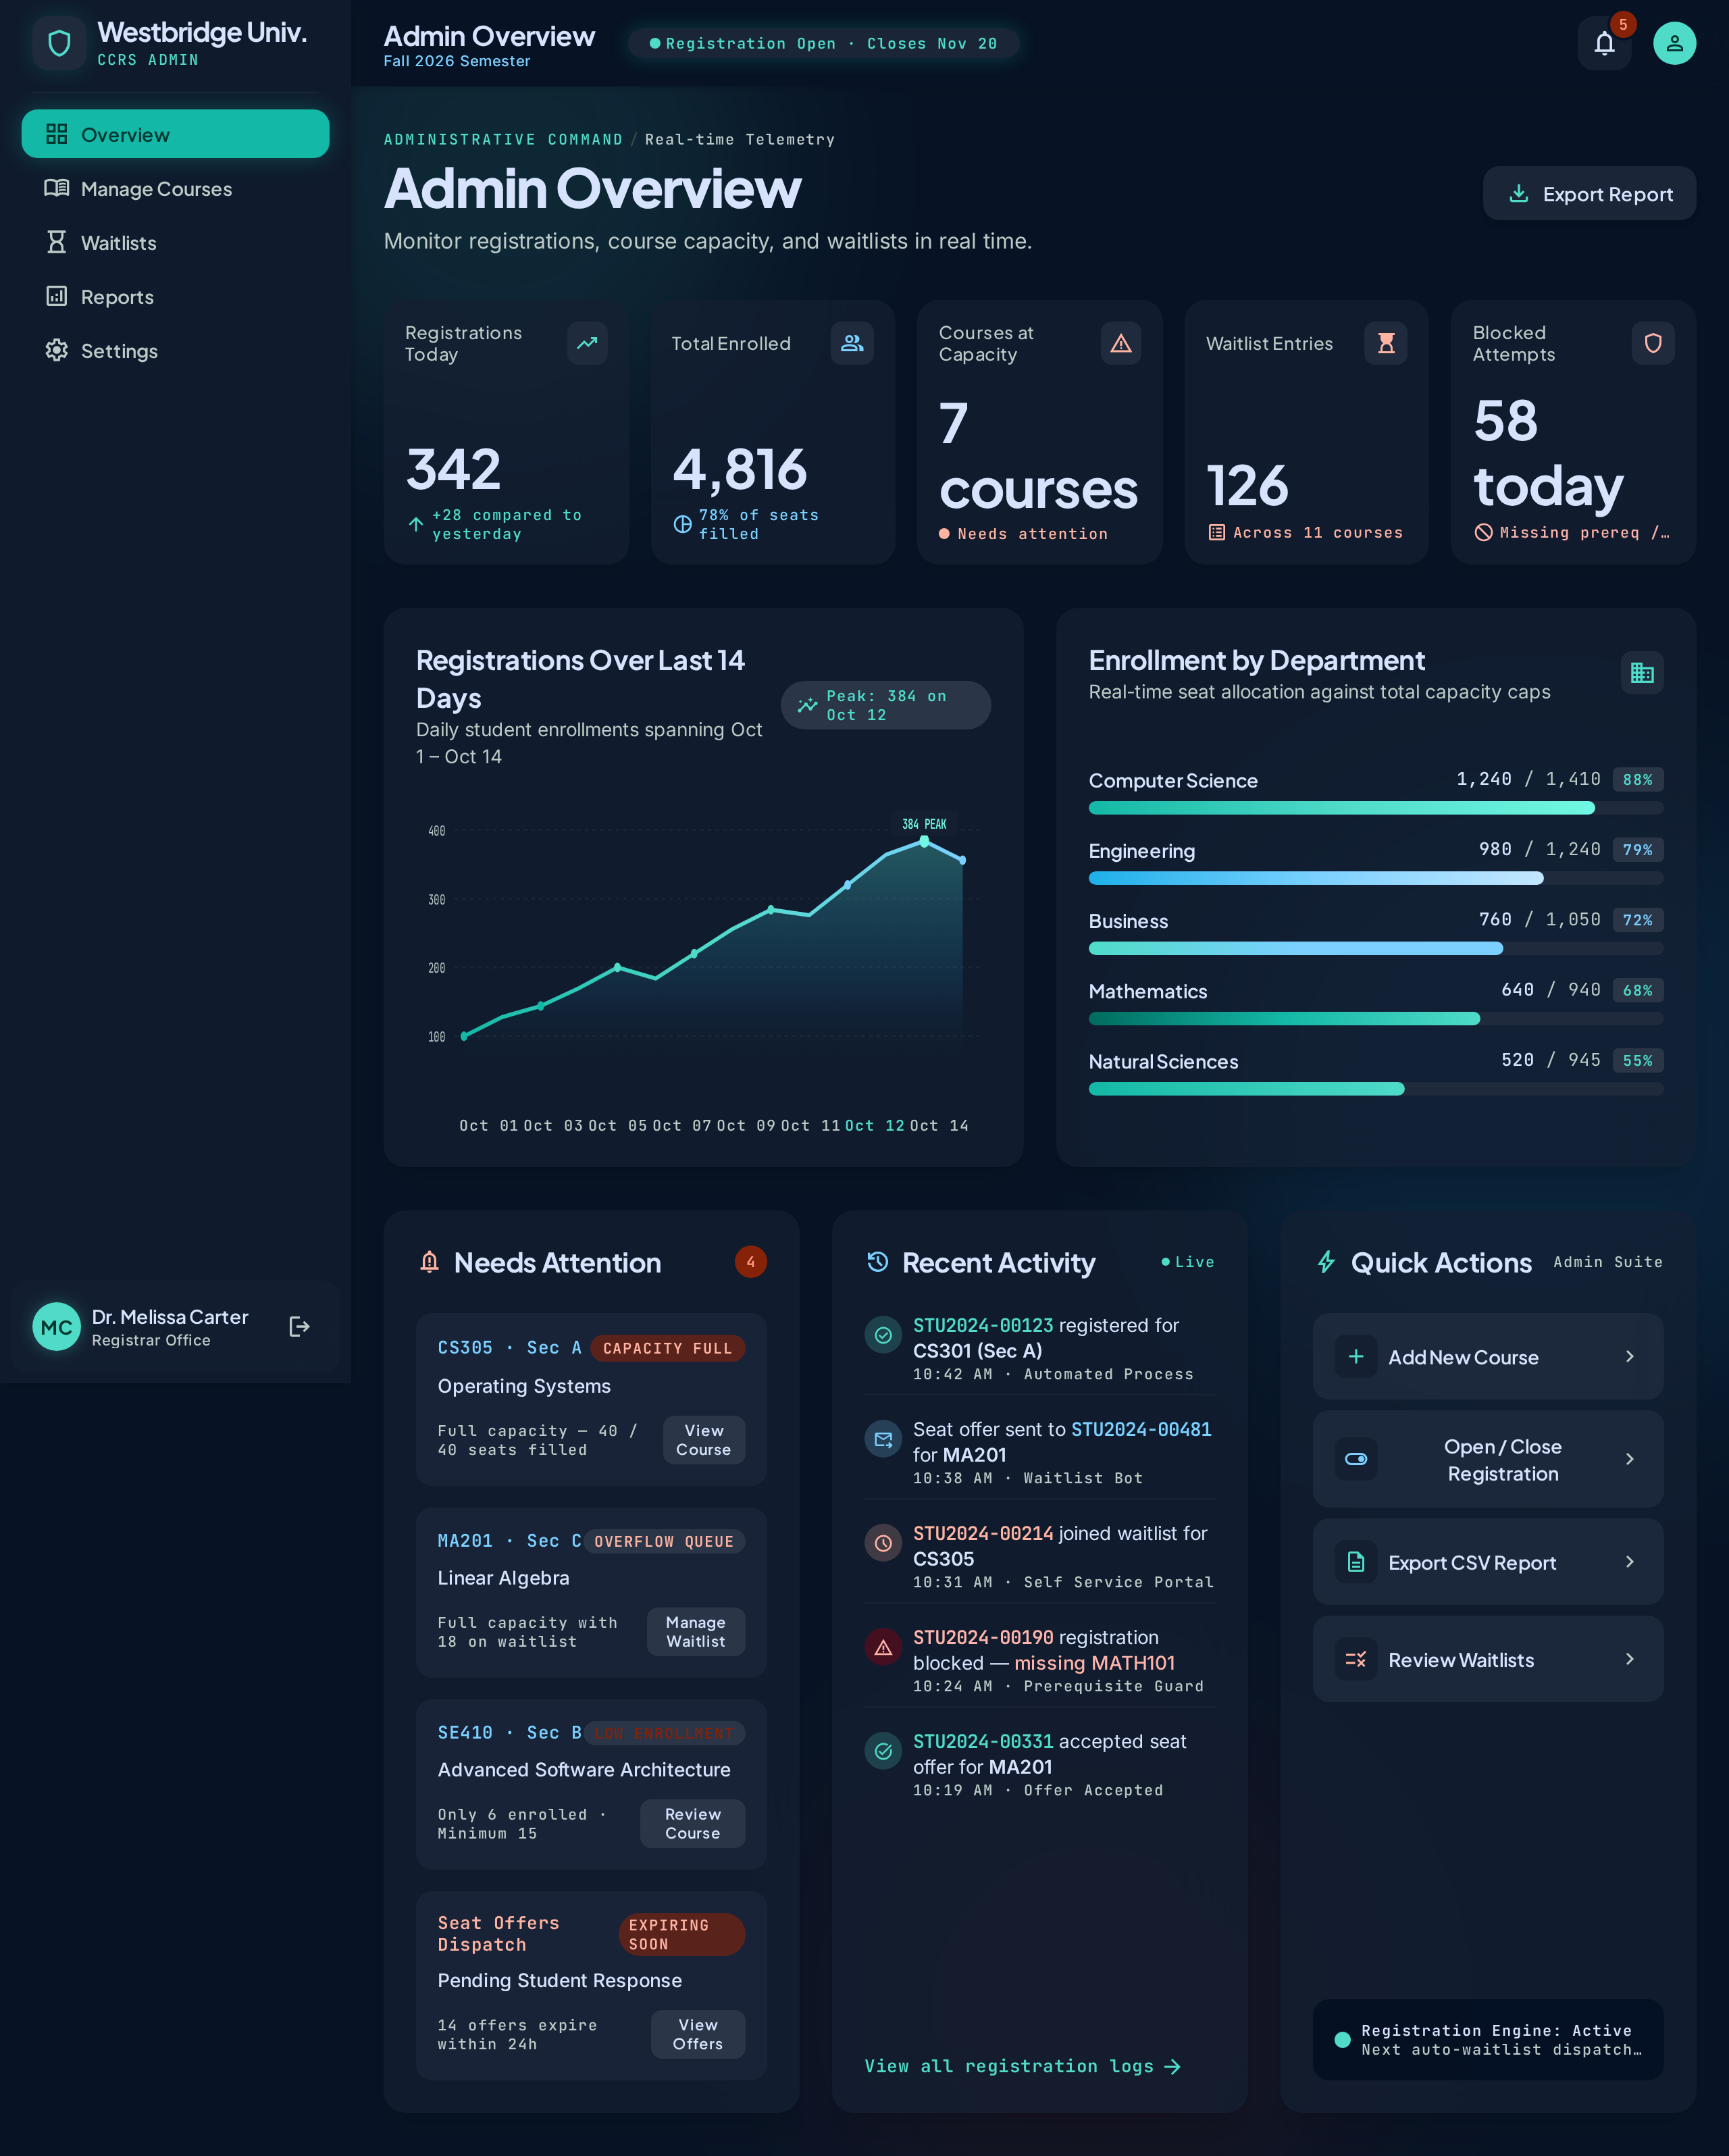 Westbridge Univ.
CCRS ADMIN
Overview
Manage Courses
Waitlists
Reports
Settings
Dr. Melissa Carter
MC
Registrar Office
Admin Overview
Fall 2026 Semester
Registration Open · Closes Nov 20
5
ADMINISTRATIVE COMMAND / Real-time Telemetry
Admin Overview
Monitor registrations, course capacity, and waitlists in real time.
Export Report
Registrations
Today
342
+28 compared to
yesterday
Total Enrolled
4,816
78% of seats
filled
Courses at
Capacity
7
courses
Needs attention
Waitlist Entries
126
Across 11 courses
Blocked
Attempts
58
today
Missing prereq /…
Registrations Over Last 14
Days
Daily student enrollments spanning Oct
1 – Oct 14
Peak: 384 on
Oct 12
384 PEAK
400
300
200
100
Oct 01 Oct 03 Oct 05 Oct 07 Oct 09 Oct 11 Oct 12 Oct 14
Enrollment by Department
Real-time seat allocation against total capacity caps
Computer Science 1,240 / 1,410 88%
Engineering 980 / 1,240 79%
Business 760 / 1,050 72%
Mathematics 640 / 940 68%
Natural Sciences 520 / 945 55%
Needs Attention 4
CS305 · Sec A CAPACITY FULL
Operating Systems
Full capacity — 40 /
40 seats filled
View
Course
MA201 · Sec C OVERFLOW QUEUE
Linear Algebra
Full capacity with
18 on waitlist
Manage
Waitlist
SE410 · Sec B LOW ENROLLMENT
Advanced Software Architecture
Only 6 enrolled ·
Minimum 15
Review
Course
Seat Offers
Dispatch
EXPIRING
SOON
Pending Student Response
14 offers expire
within 24h
View
Offers
Recent Activity Live
STU2024-00123 registered for
CS301 (Sec A)
10:42 AM · Automated Process
Seat offer sent to STU2024-00481
for MA201
10:38 AM · Waitlist Bot
STU2024-00214 joined waitlist for
CS305
10:31 AM · Self Service Portal
STU2024-00190 registration
blocked — missing MATH101
10:24 AM · Prerequisite Guard
STU2024-00331 accepted seat
offer for MA201
10:19 AM · Offer Accepted
View all registration logs →
Quick Actions Admin Suite
Add New Course
Open / Close
Registration
Export CSV Report
Review Waitlists
Registration Engine: Active
Next auto-waitlist dispatch…